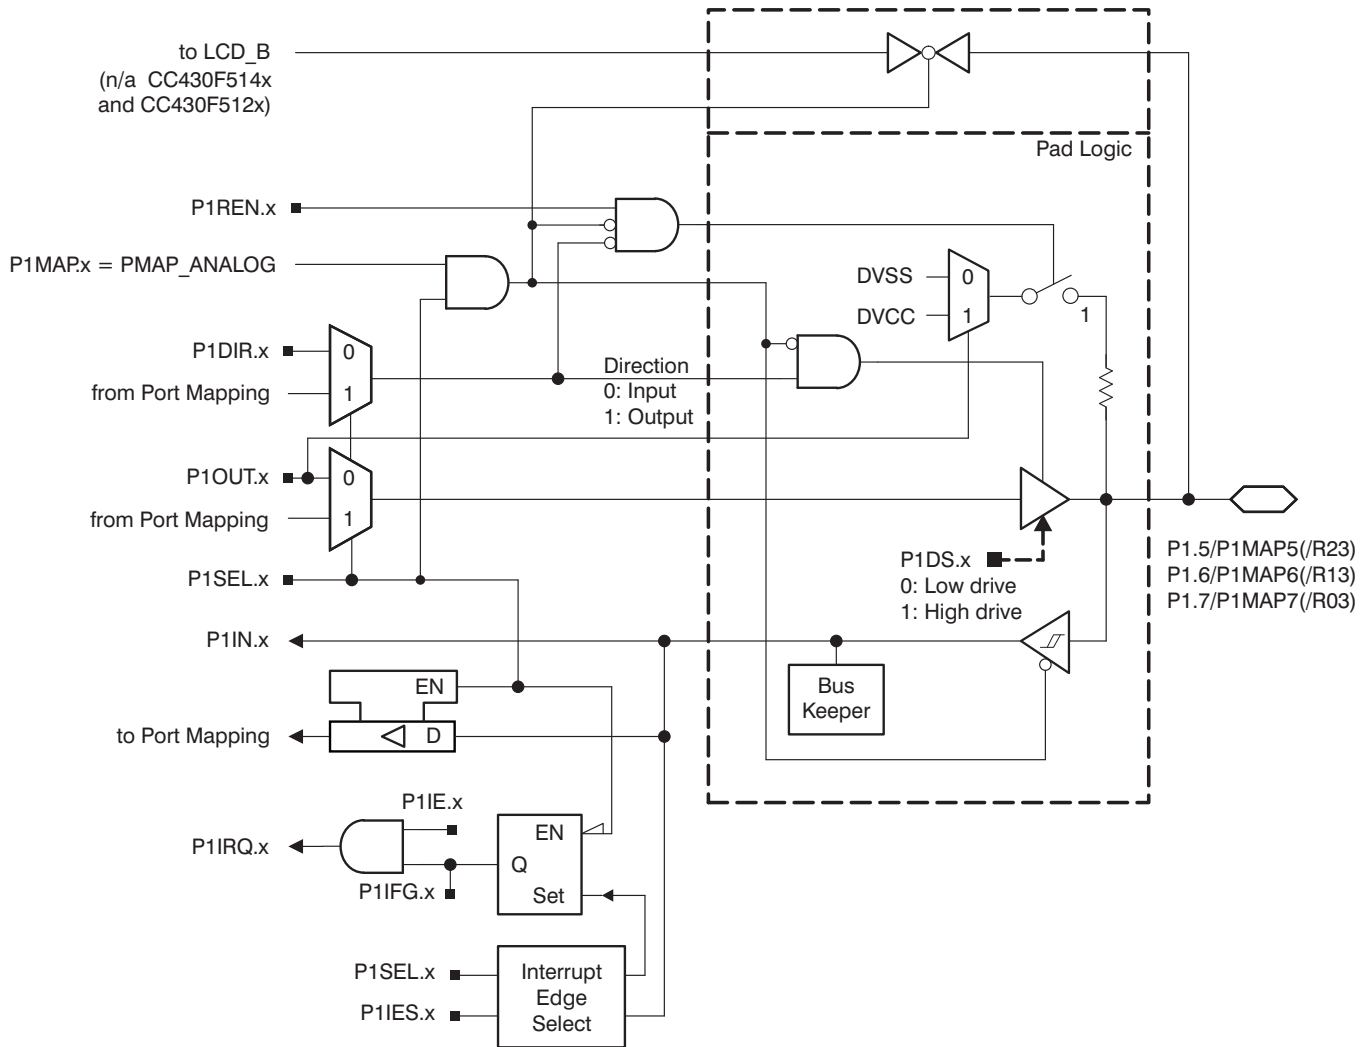 to LCD_B
(n/a CC430F514x
and CC430F512x)
Pad Logic
P1REN.x
P1MAP.x = PMAP_ANALOG
DVSS
0
DVCC
1
1
P1DIR.x
0
from Port Mapping
1
Direction
0: Input
1: Output
P1OUT.x
0
from Port Mapping
1
P1SEL.x
P1DS.x
0: Low drive
1: High drive
P1.5/P1MAP5(/R23)
P1.6/P1MAP6(/R13)
P1.7/P1MAP7(/R03)
P1IN.x
Bus
Keeper
EN
to Port Mapping
D
P1IE.x
P1IRQ.x
EN
Q
P1IFG.x
Set
P1SEL.x
P1IES.x
Interrupt
Edge
Select